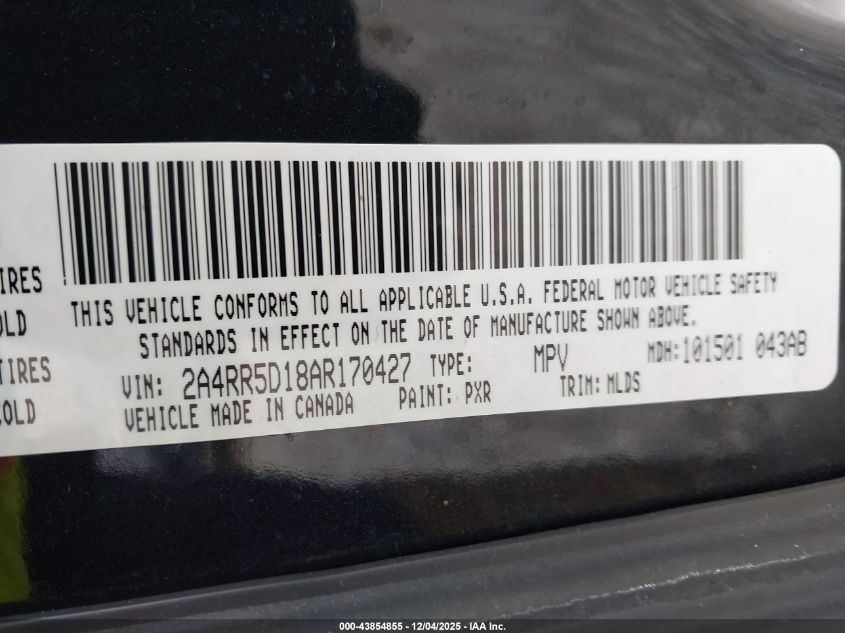 IRES
OLD
TIRES
COLD
THIS VEHICLE CONFORMS TO ALL APPLICABLE U.S.A. FEDERAL MOTOR VEHICLE SAFETY
STANDARDS IN EFFECT ON THE DATE OF MANUFACTURE SHOWN ABOVE.
VIN: 2A4RR5D18AR170427 TYPE: MPV MDH:101501 043AB
VEHICLE MADE IN CANADA PAINT: PXR TRIM: MLDS
000-43854855 - 12/04/2025 - IAA Inc.